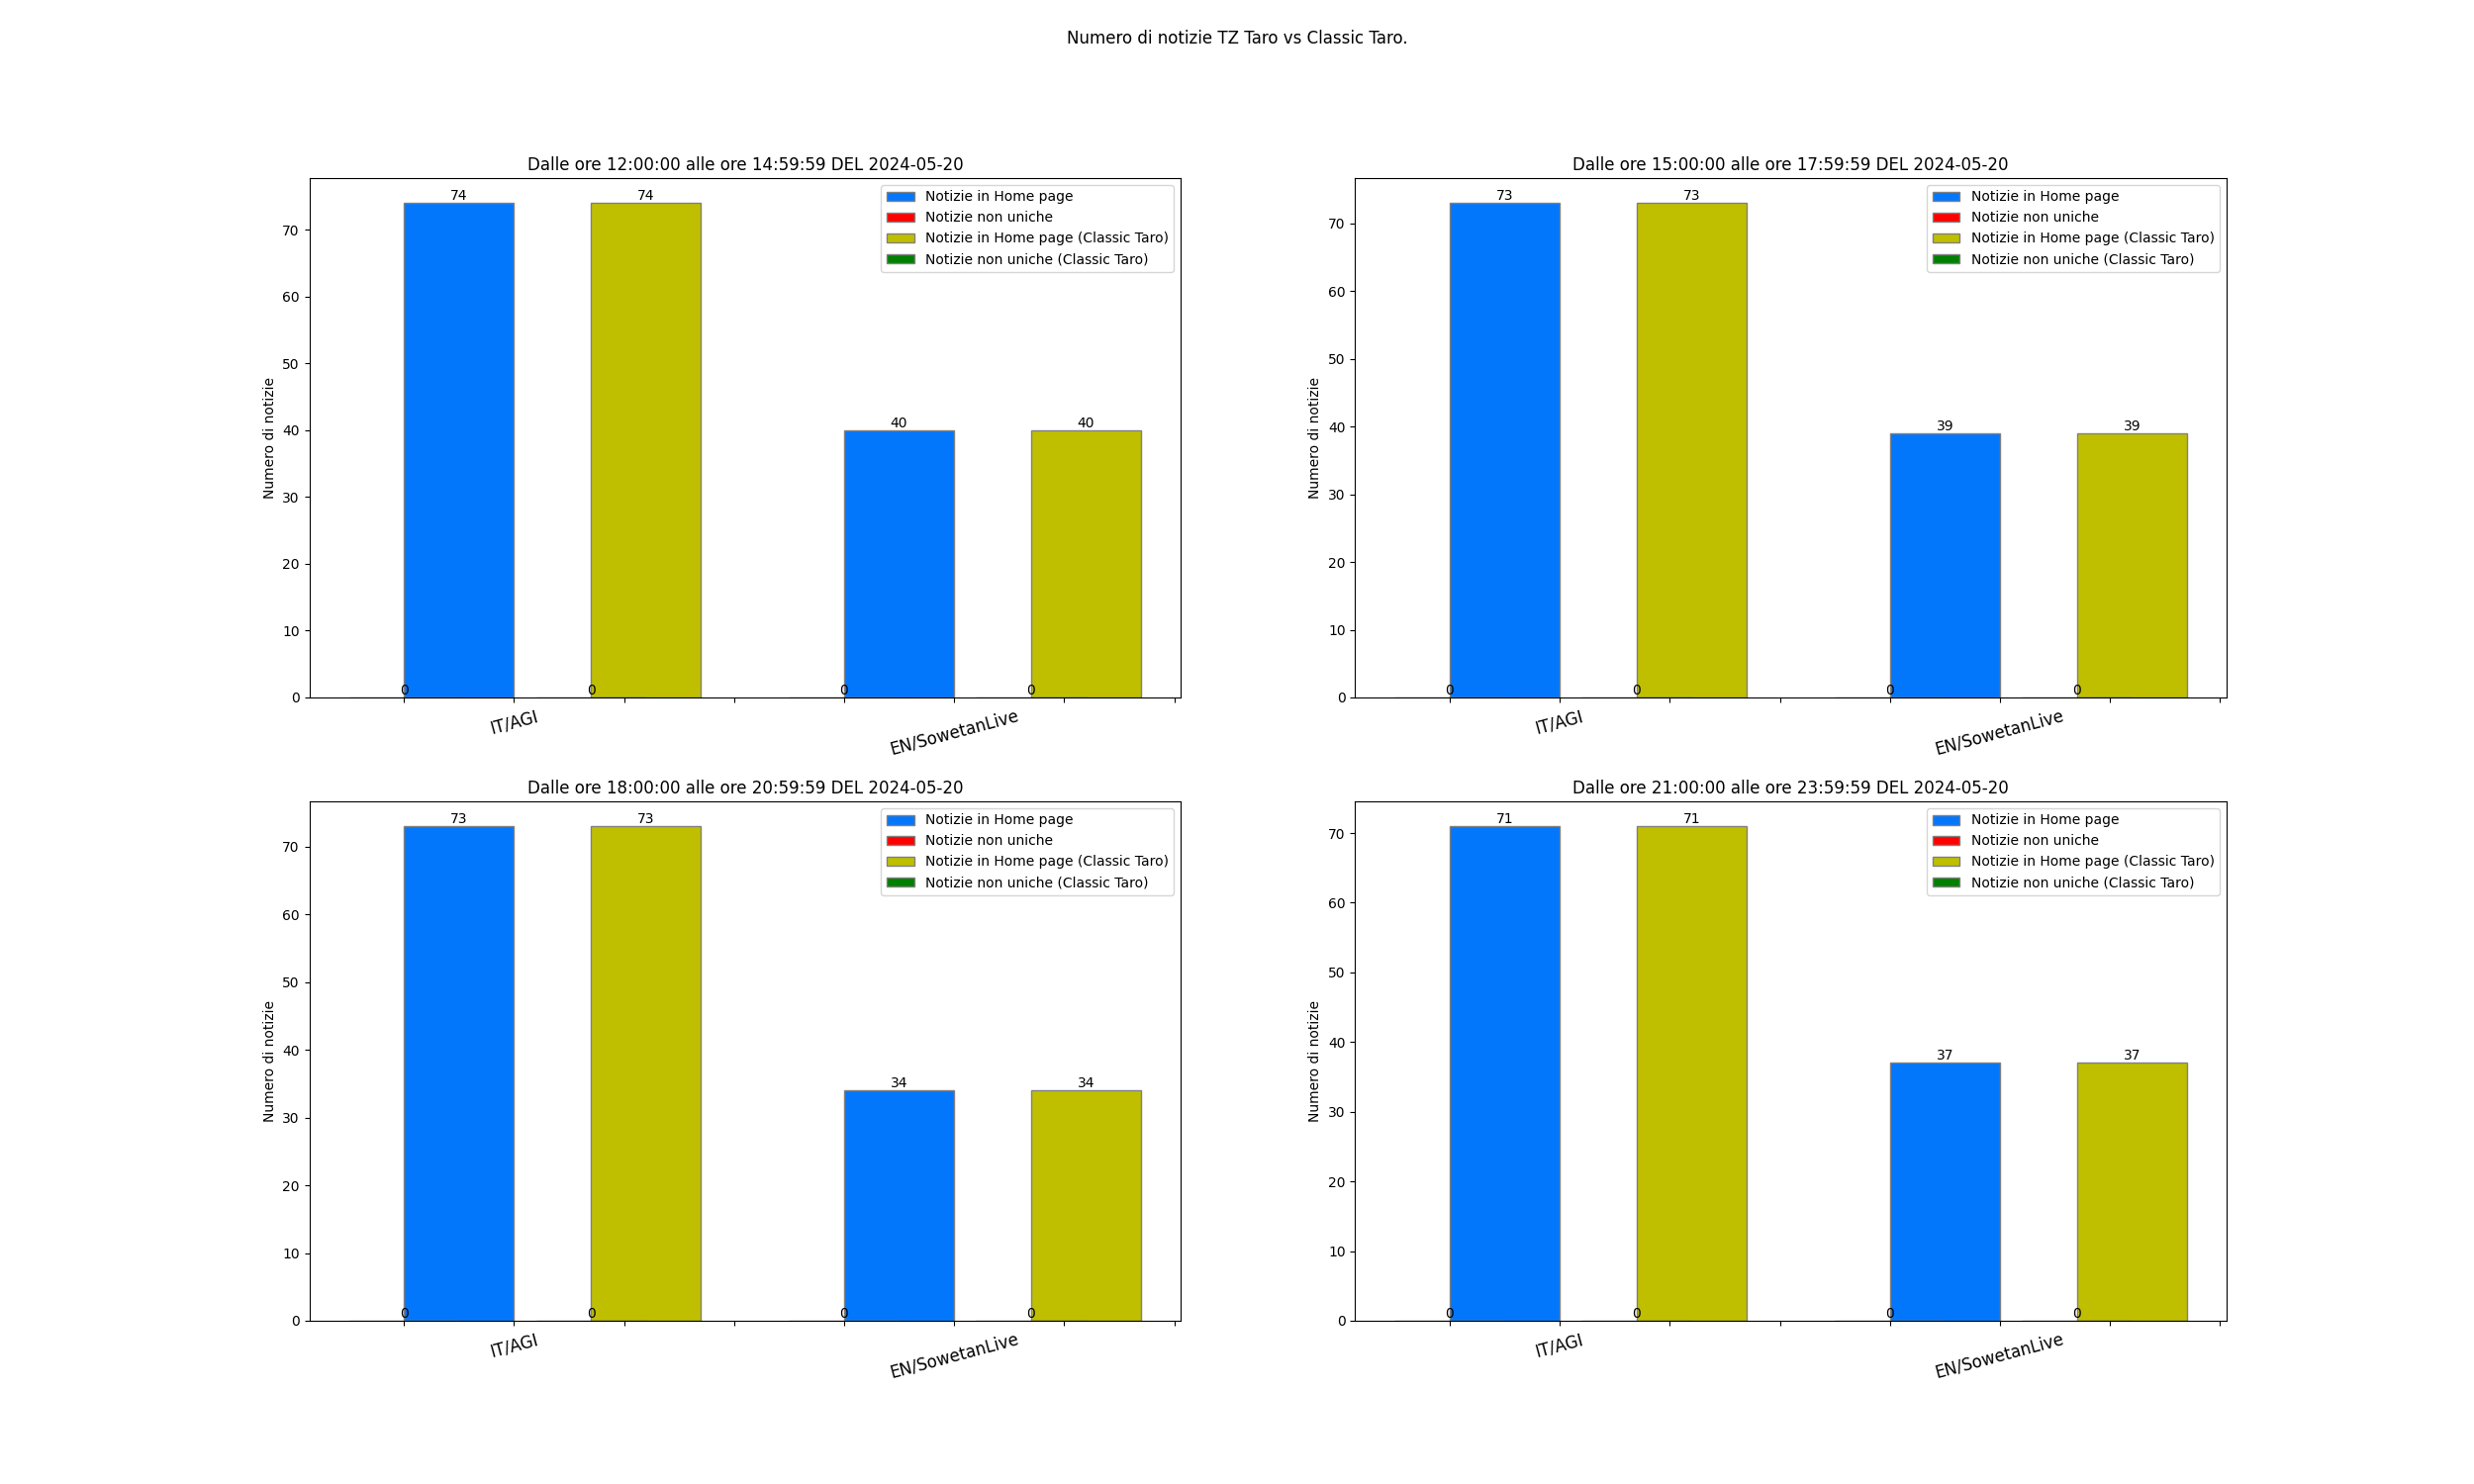 Numero di notizie TZ Taro vs Classic Taro.
Dalle ore 12:00:00 alle ore 14:59:59 DEL 2024-05-20
Numero di notizie
70
60
50
40
30
20
10
0
74
74
40
40
0
0
0
0
Notizie in Home page
Notizie non uniche
Notizie in Home page (Classic Taro)
Notizie non uniche (Classic Taro)
IT/AGI
EN/SowetanLive
Dalle ore 15:00:00 alle ore 17:59:59 DEL 2024-05-20
Numero di notizie
70
60
50
40
30
20
10
0
73
73
39
39
0
0
0
0
Notizie in Home page
Notizie non uniche
Notizie in Home page (Classic Taro)
Notizie non uniche (Classic Taro)
IT/AGI
EN/SowetanLive
Dalle ore 18:00:00 alle ore 20:59:59 DEL 2024-05-20
Numero di notizie
70
60
50
40
30
20
10
0
73
73
34
34
0
0
0
0
Notizie in Home page
Notizie non uniche
Notizie in Home page (Classic Taro)
Notizie non uniche (Classic Taro)
IT/AGI
EN/SowetanLive
Dalle ore 21:00:00 alle ore 23:59:59 DEL 2024-05-20
Numero di notizie
70
60
50
40
30
20
10
0
71
71
37
37
0
0
0
0
Notizie in Home page
Notizie non uniche
Notizie in Home page (Classic Taro)
Notizie non uniche (Classic Taro)
IT/AGI
EN/SowetanLive